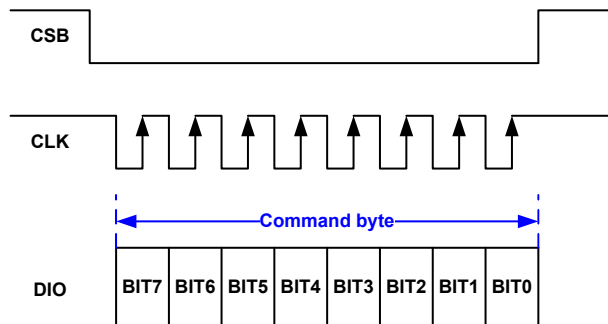 CSB
CLK
Command byte
DIO BIT7 BIT6 BIT5 BIT4 BIT3 BIT2 BIT1 BIT0